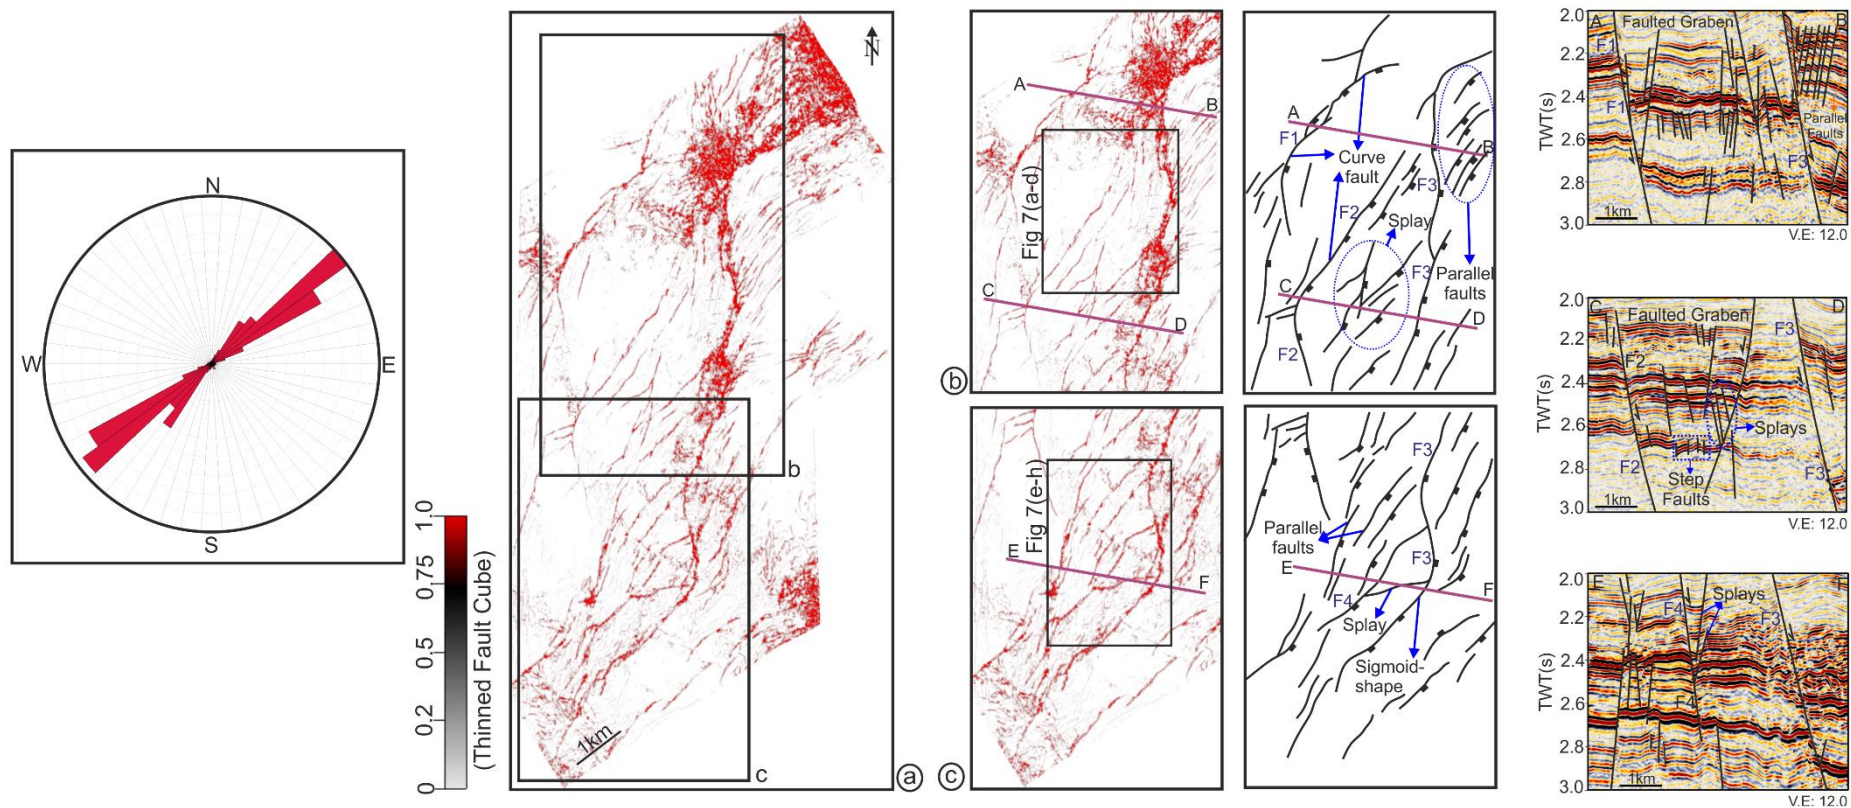 N
W
E
S
1.0
0.75
0.5
0.2
0
(Thinned Fault Cube)
N
b
c
1km
a
A
B
Fig 7(a-d)
C
D
b
A
F1
B
Curve
fault
F3
F2
Splay
F3
Parallel
faults
C
D
F2
E
Fig 7(e-h)
F
c
F3
Parallel
faults
F3
E
F
F4
Splay
Sigmoid-
shape
2.0
2.2
2.4
2.6
2.8
3.0
TWT(s)
A
Faulted Graben
B
F1
F1
Parallel
Faults
F3
1km
V.E: 12.0
2.0
2.2
2.4
2.6
2.8
3.0
TWT(s)
C
Faulted Graben
D
F3
F2
Splays
F2
Step
Faults
F3
1km
V.E: 12.0
2.0
2.2
2.4
2.6
2.8
3.0
TWT(s)
E
Splays
F
F4
F3
F4
1km
V.E: 12.0